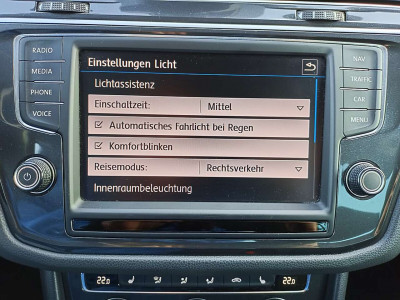 RADIO
MEDIA
PHONE
VOICE
Einstellungen Licht
Lichtassistenz
Einschaltzeit: Mittel
Automatisches Fahrlicht bei Regen
Komfortblinken
Reisemodus: Rechtsverkehr
Innenraumbeleuchtung
NAV
TRAFFIC
CAR
MENU
22.0
22.0